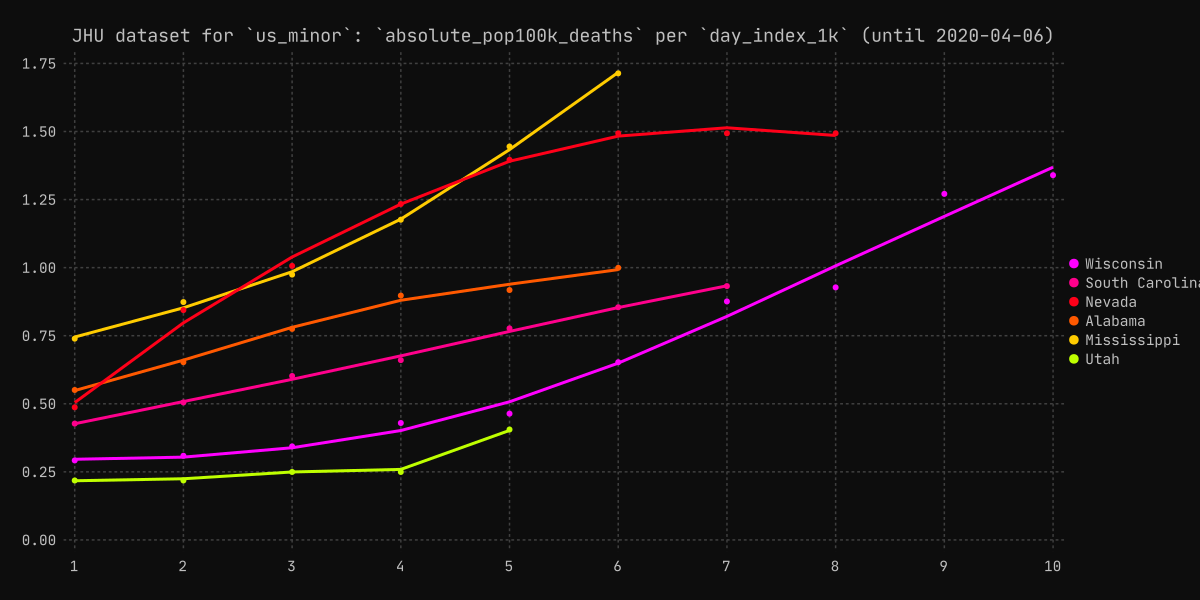 JHU dataset for `us_minor`: `absolute_pop100k_deaths` per `day_index_1k` (until 2020-04-06)
1.75
1.50
1.25
1.00
0.75
0.50
0.25
0.00
1 2 3 4 5 6 7 8 9 10
Wisconsin
South Carolina
Nevada
Alabama
Mississippi
Utah